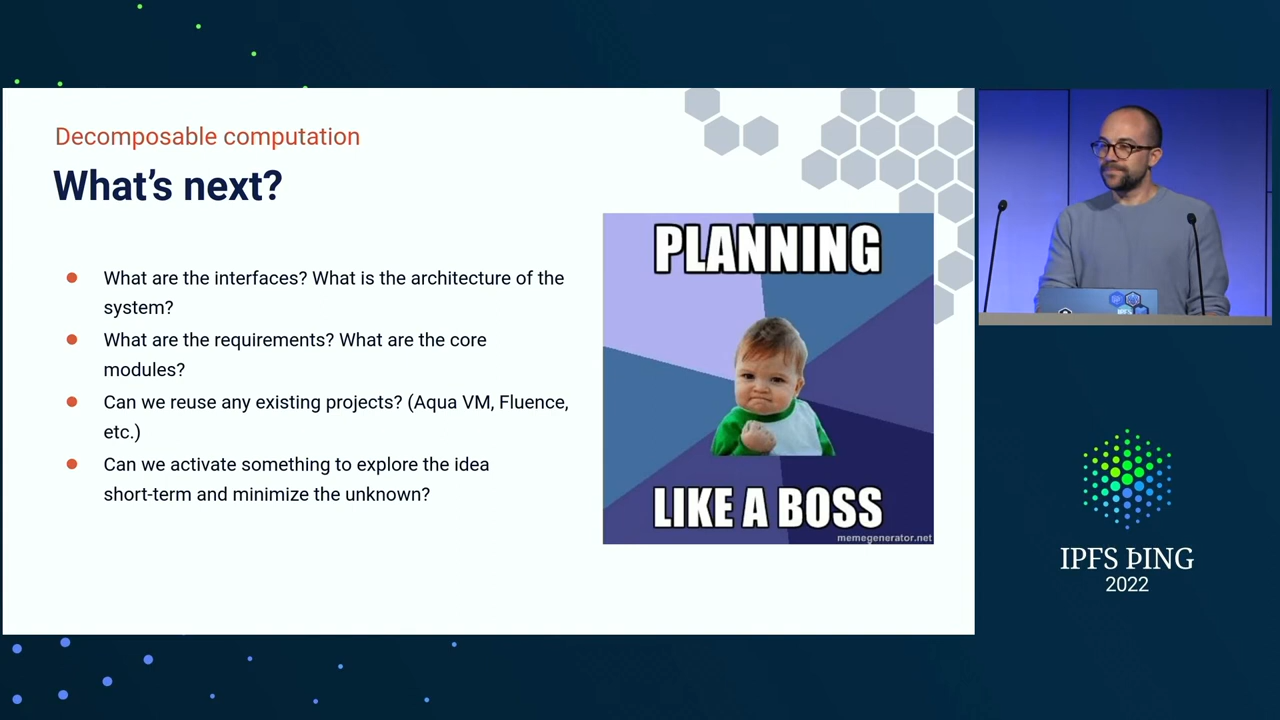 Decomposable computation
What's next?
What are the interfaces? What is the architecture of the
system?
What are the requirements? What are the core
modules?
Can we reuse any existing projects? (Aqua VM, Fluence,
etc.)
Can we activate something to explore the idea
short-term and minimize the unknown?
PLANNING
LIKE A BOSS
memegenerator.net
IPFS ÞING
2022